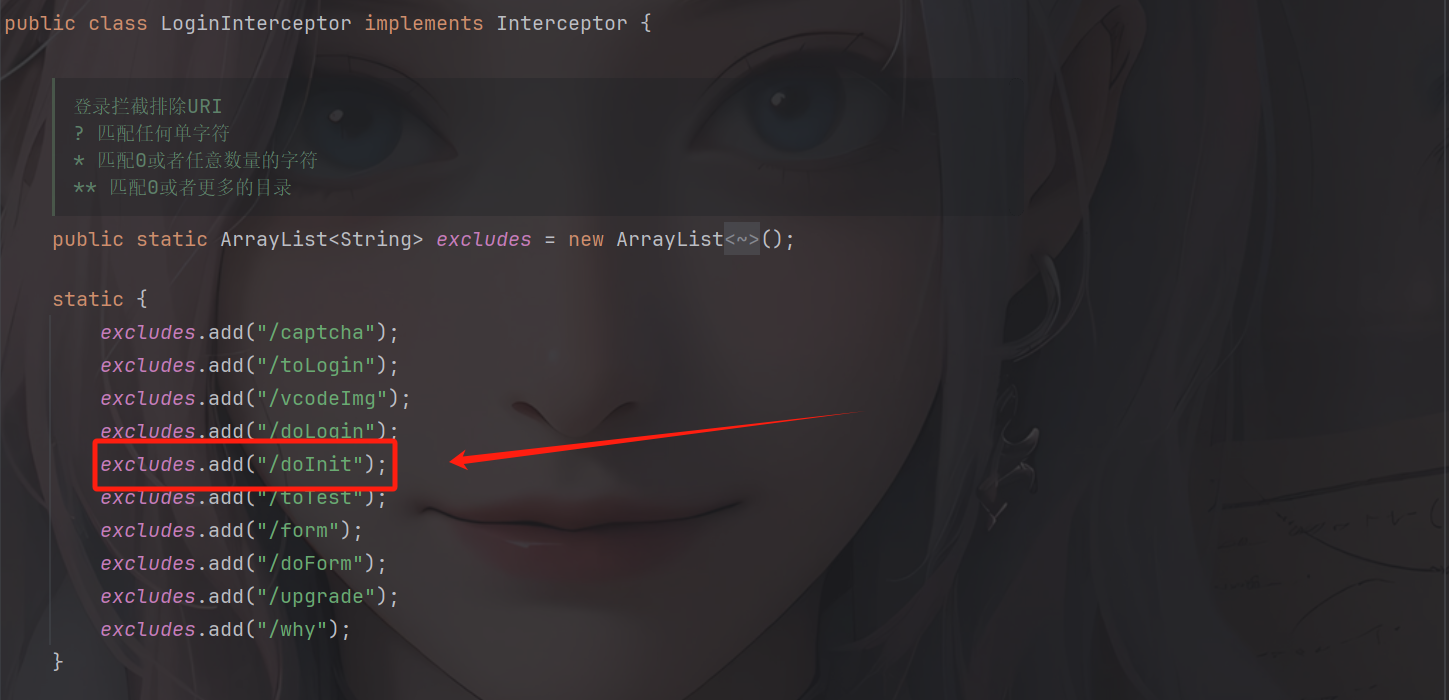 public class LoginInterceptor implements Interceptor {
登录拦截排除URI
? 匹配任何单字符
* 匹配0或者任意数量的字符
** 匹配0或者更多的目录
public static ArrayList<String> excludes = new ArrayList<~>();
static {
excludes.add("/captcha");
excludes.add("/toLogin");
excludes.add("/vcodeImg");
excludes.add("/doLogin");
excludes.add("/doInit");
excludes.add("/toTest");
excludes.add("/form");
excludes.add("/doForm");
excludes.add("/upgrade");
excludes.add("/why");
}